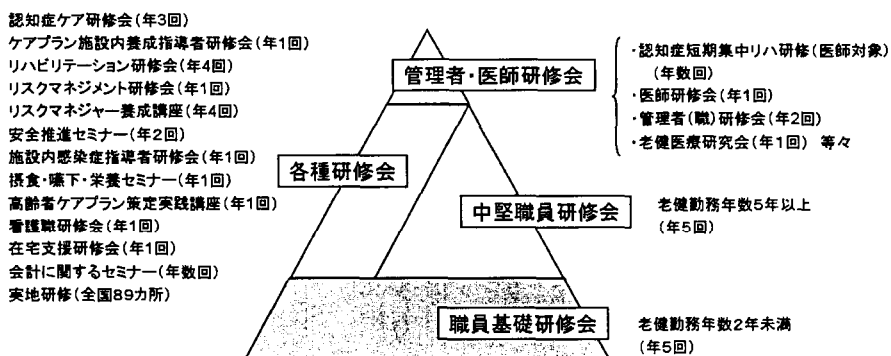 認知症ケア研修会(年3回)
ケアプラン施設内養成指導者研修会(年1回)
リハビリテーション研修会(年4回)
リスクマネジメント研修会(年1回)
リスクマネジャー養成講座(年4回)
安全推進セミナー(年2回)
施設内感染症指導者研修会(年1回)
摂食・嚥下・栄養セミナー(年1回)
高齢者ケアプラン策定実践講座(年1回)
看護職研修会(年1回)
在宅支援研修会(年1回)
会計に関するセミナー(年数回)
実地研修(全国89カ所)
管理者・医師研修会
・認知症短期集中リハ研修(医師対象)
(年数回)
・医師研修会(年1回)
・管理者(職)研修会(年2回)
・老健医療研究会(年1回) 等々
各種研修会
中堅職員研修会
老健勤務年数5年以上
(年5回)
職員基礎研修会
老健勤務年数2年未満
(年5回)